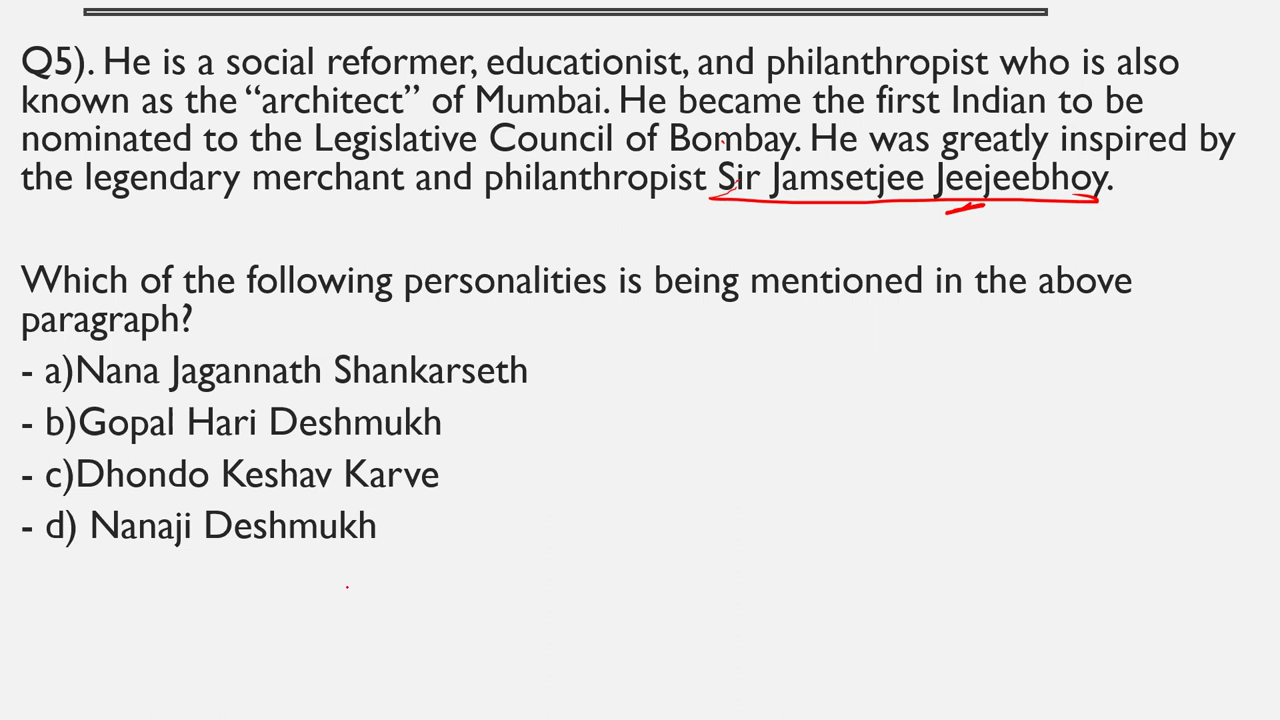 Q5). He is a social reformer, educationist, and philanthropist who is also
known as the “architect” of Mumbai. He became the first Indian to be
nominated to the Legislative Council of Bombay. He was greatly inspired by
the legendary merchant and philanthropist Sir Jamsetjee Jeejeebhoy.
Which of the following personalities is being mentioned in the above
paragraph?
- a)Nana Jagannath Shankarseth
- b)Gopal Hari Deshmukh
- c)Dhondo Keshav Karve
- d) Nanaji Deshmukh